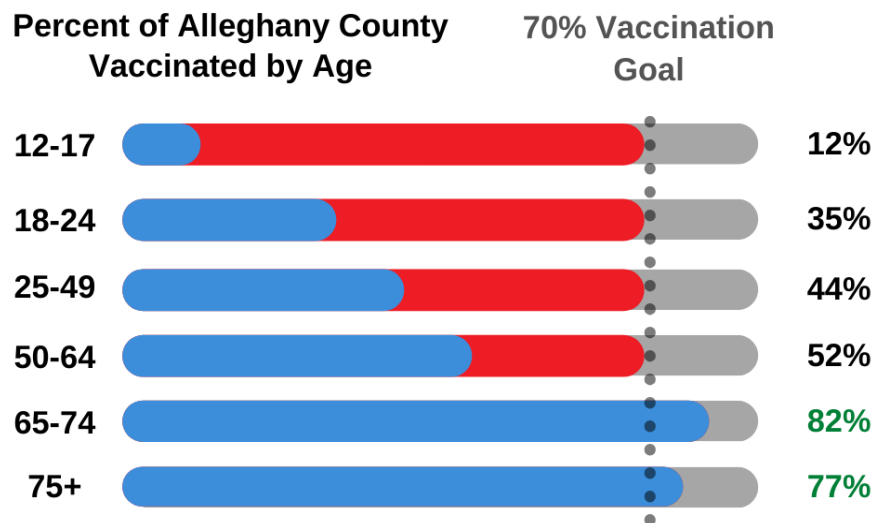 Percent of Alleghany County
Vaccinated by Age
70% Vaccination
Goal
12-17 12%
18-24 35%
25-49 44%
50-64 52%
65-74 82%
75+ 77%